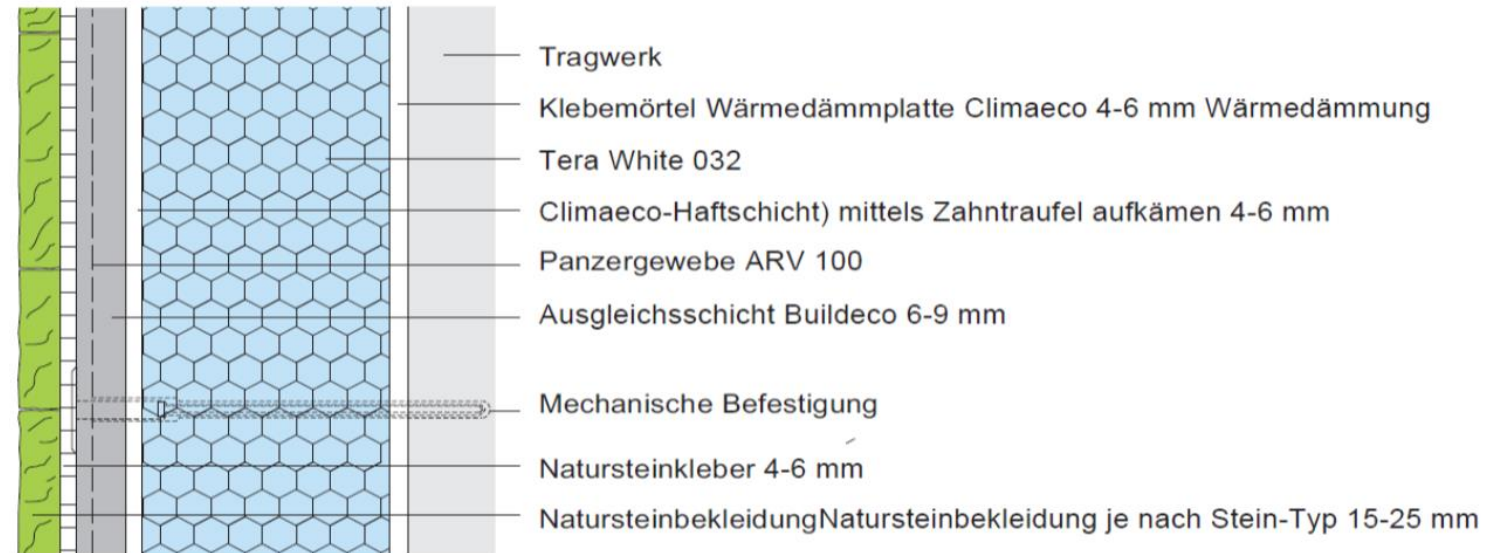 Tragwerk
Klebemörtel Wärmedämmplatte Climaeco 4-6 mm Wärmedämmung
Tera White 032
Climaeco-Haftschicht) mittels Zahntraufel aufkämen 4-6 mm
Panzergewebe ARV 100
Ausgleichsschicht Buildeco 6-9 mm
Mechanische Befestigung
Natursteinkleber 4-6 mm
NatursteinbekleidungNatursteinbekleidung je nach Stein-Typ 15-25 mm